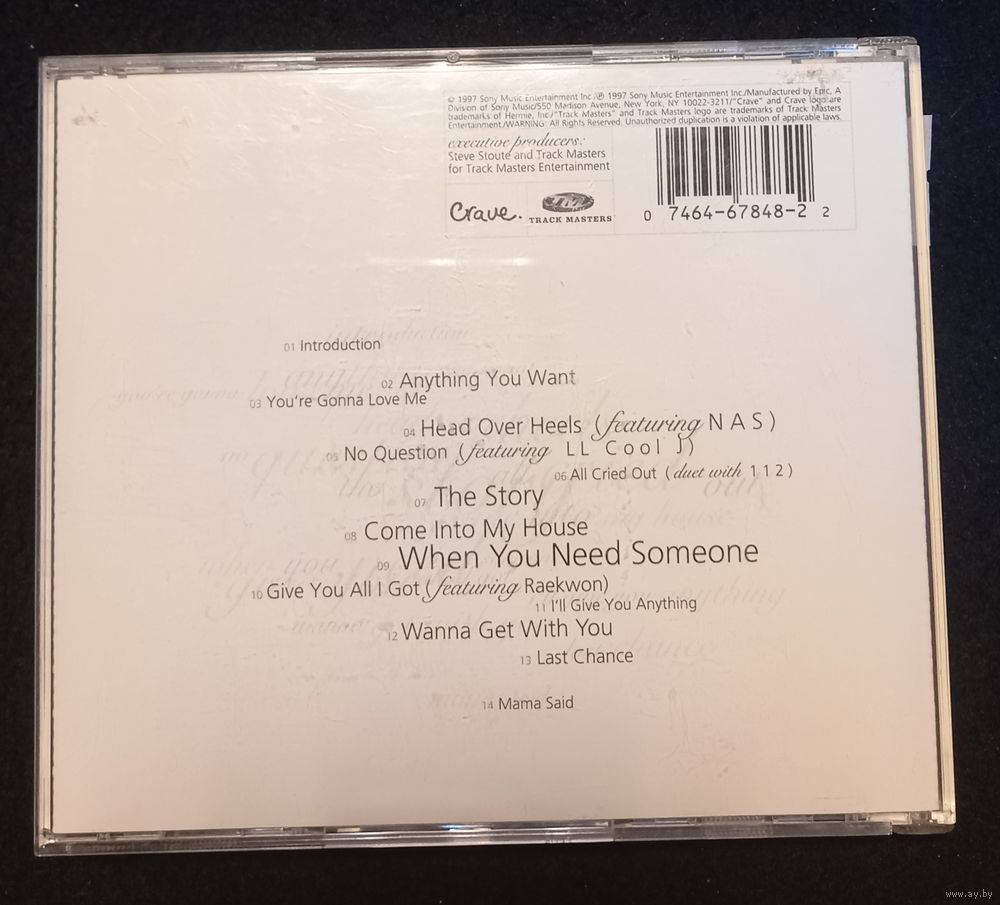 © 1997 Sony Music Entertainment Inc./℗ 1997 Sony Music Entertainment Inc./Manufactured by Epic, A
Division of Sony Music/550 Madison Avenue, New York, NY 10022-3211/"Crave" and Crave logo are
trademarks of Hermie, Inc./"Track Masters" and Track Masters logo are trademarks of Track Masters
Entertainment/WARNING: All Rights Reserved. Unauthorized duplication is a violation of applicable laws.
executive producers:
Steve Stoute and Track Masters
for Track Masters Entertainment
Crave.
TM
TRACK MASTERS
0 7464-67848-2 2
01 Introduction
02 Anything You Want
03 You're Gonna Love Me
04 Head Over Heels (featuring NAS)
05 No Question (featuring LL Cool J)
06 All Cried Out (duet with 112)
07 The Story
08 Come Into My House
09 When You Need Someone
10 Give You All I Got (featuring Raekwon)
11 I'll Give You Anything
12 Wanna Get With You
13 Last Chance
14 Mama Said
www.ay.by